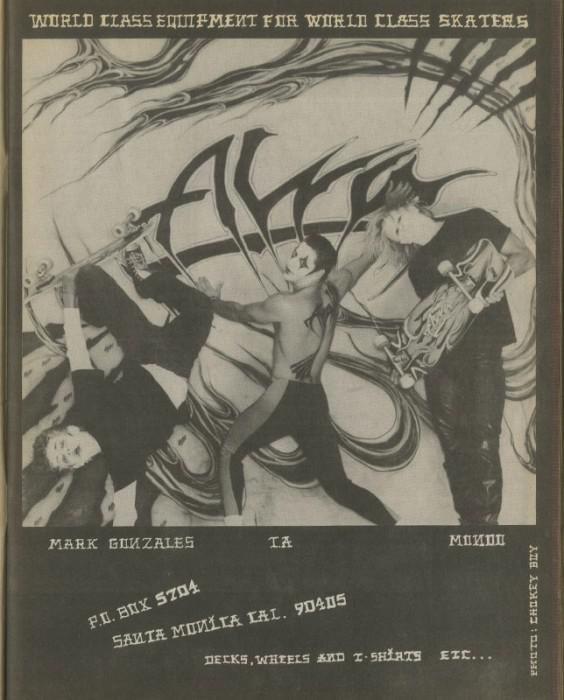 WORLD CLASS EQUIPMENT FOR WORLD CLASS SKATERS
Alva
MARK GONZALES TA MONDO
P.O. BOX 5704
SANTA MONICA CAL. 90405
DECKS, WHEELS AND T-SHIRTS ETC...
PHOTO: CHOKEY BOY